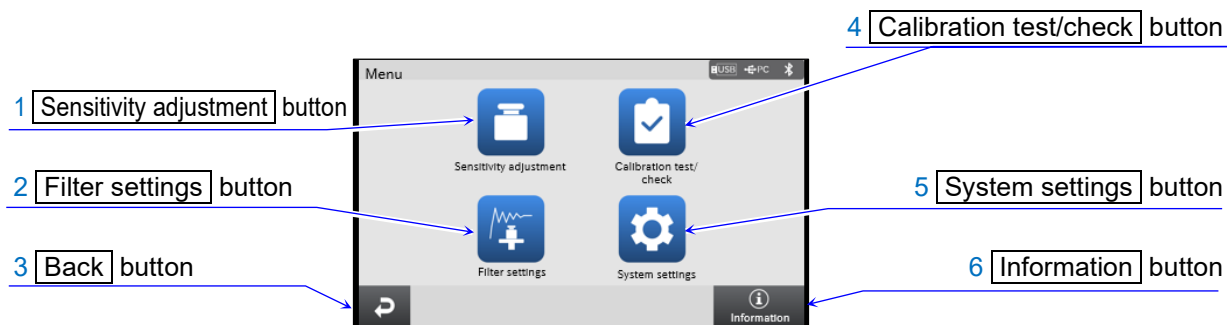 4 Calibration test/check button
Menu
USB PC
1 Sensitivity adjustment button
Sensitivity adjustment
Calibration test/
check
2 Filter settings button
5 System settings button
Filter settings
System settings
3 Back button
6 Information button
Information